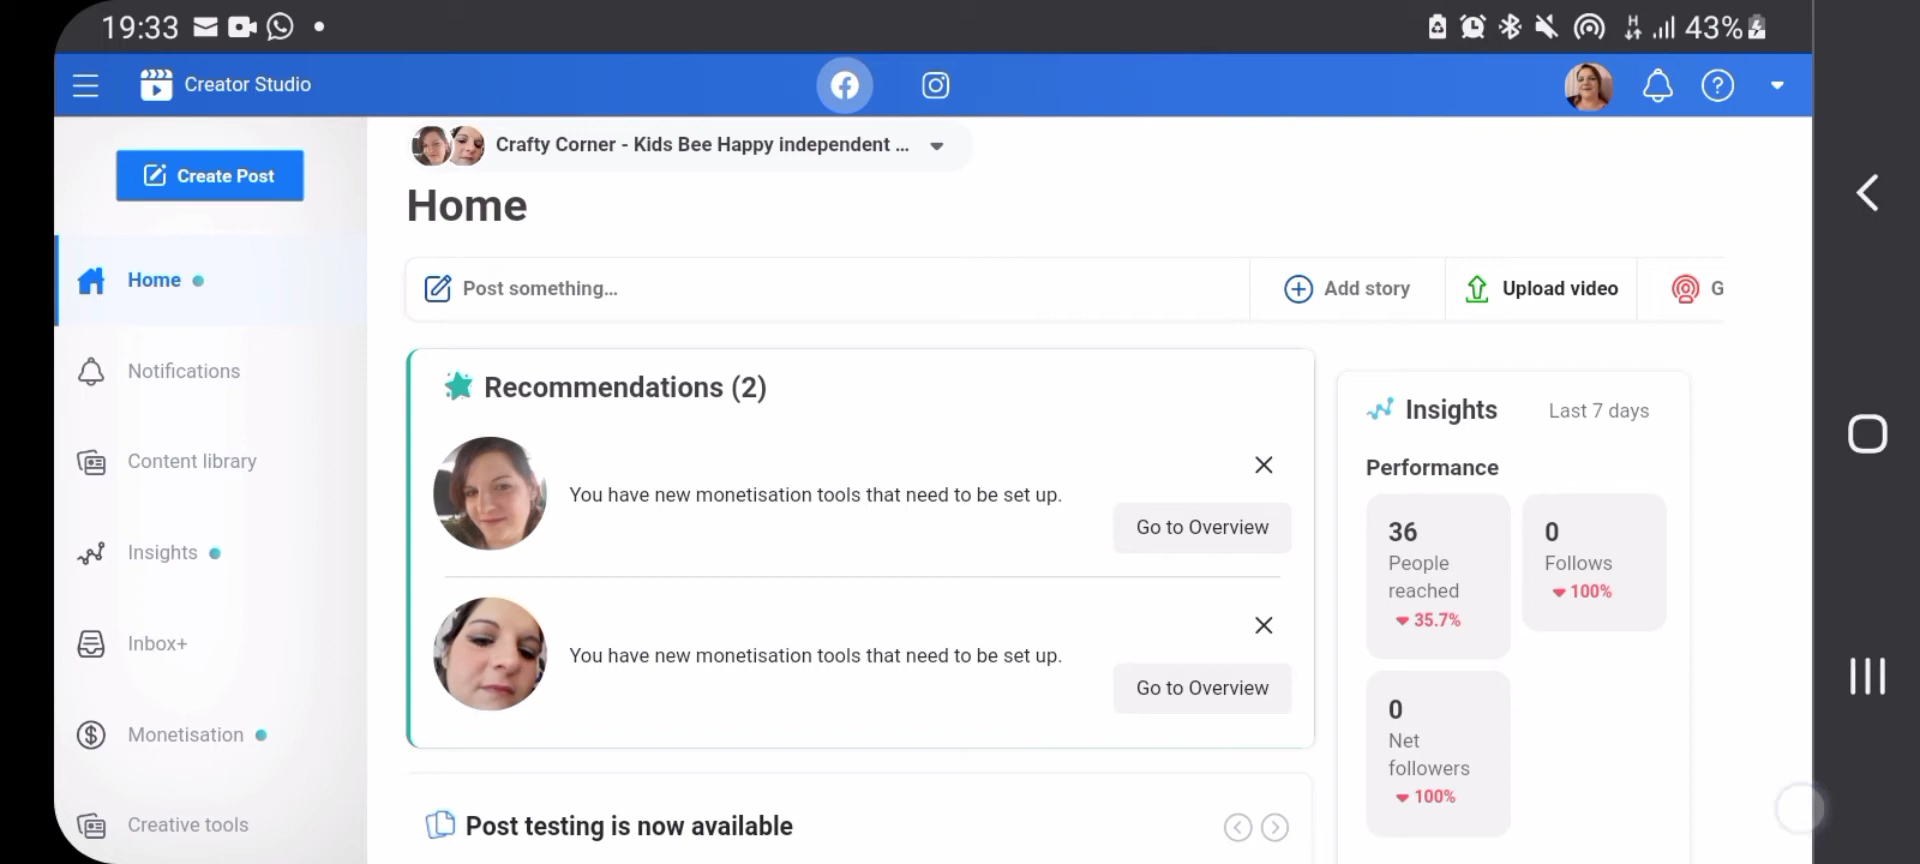 19:33
43%
Creator Studio
Create Post
Crafty Corner - Kids Bee Happy independent ...
Home
Home
Notifications
Content library
Insights
Inbox+
Monetisation
Creative tools
Post something...
Add story
Upload video
G
Recommendations (2)
You have new monetisation tools that need to be set up.
Go to Overview
You have new monetisation tools that need to be set up.
Go to Overview
Post testing is now available
Insights
Last 7 days
Performance
36
People
reached
35.7%
0
Follows
100%
0
Net
followers
100%